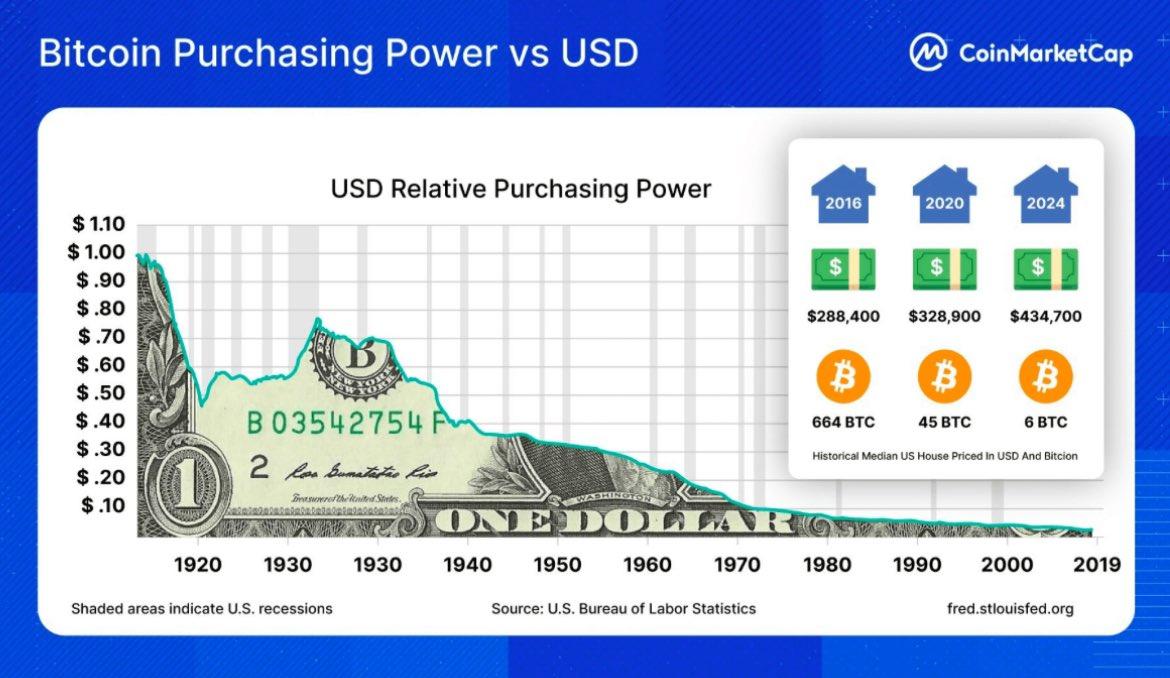 Bitcoin Purchasing Power vs USD
CoinMarketCap
USD Relative Purchasing Power
$ 1.10
$ 1.00
$ .90
$ .80
$ .70
$ .60
$ .50
$ .40
$ .30
$ .20
$ .10
B
NEW YORK
B 03542754 F
2
Treasurer of the United States.
1
WASHINGTON
ONE DOLLAR
1920 1930 1930 1940 1950 1960 1970 1980 1990 2000 2019
2016 2020 2024
$ $ $
$288,400 $328,900 $434,700
664 BTC 45 BTC 6 BTC
Historical Median US House Priced In USD And Bitcion
Shaded areas indicate U.S. recessions
Source: U.S. Bureau of Labor Statistics
fred.stlouisfed.org